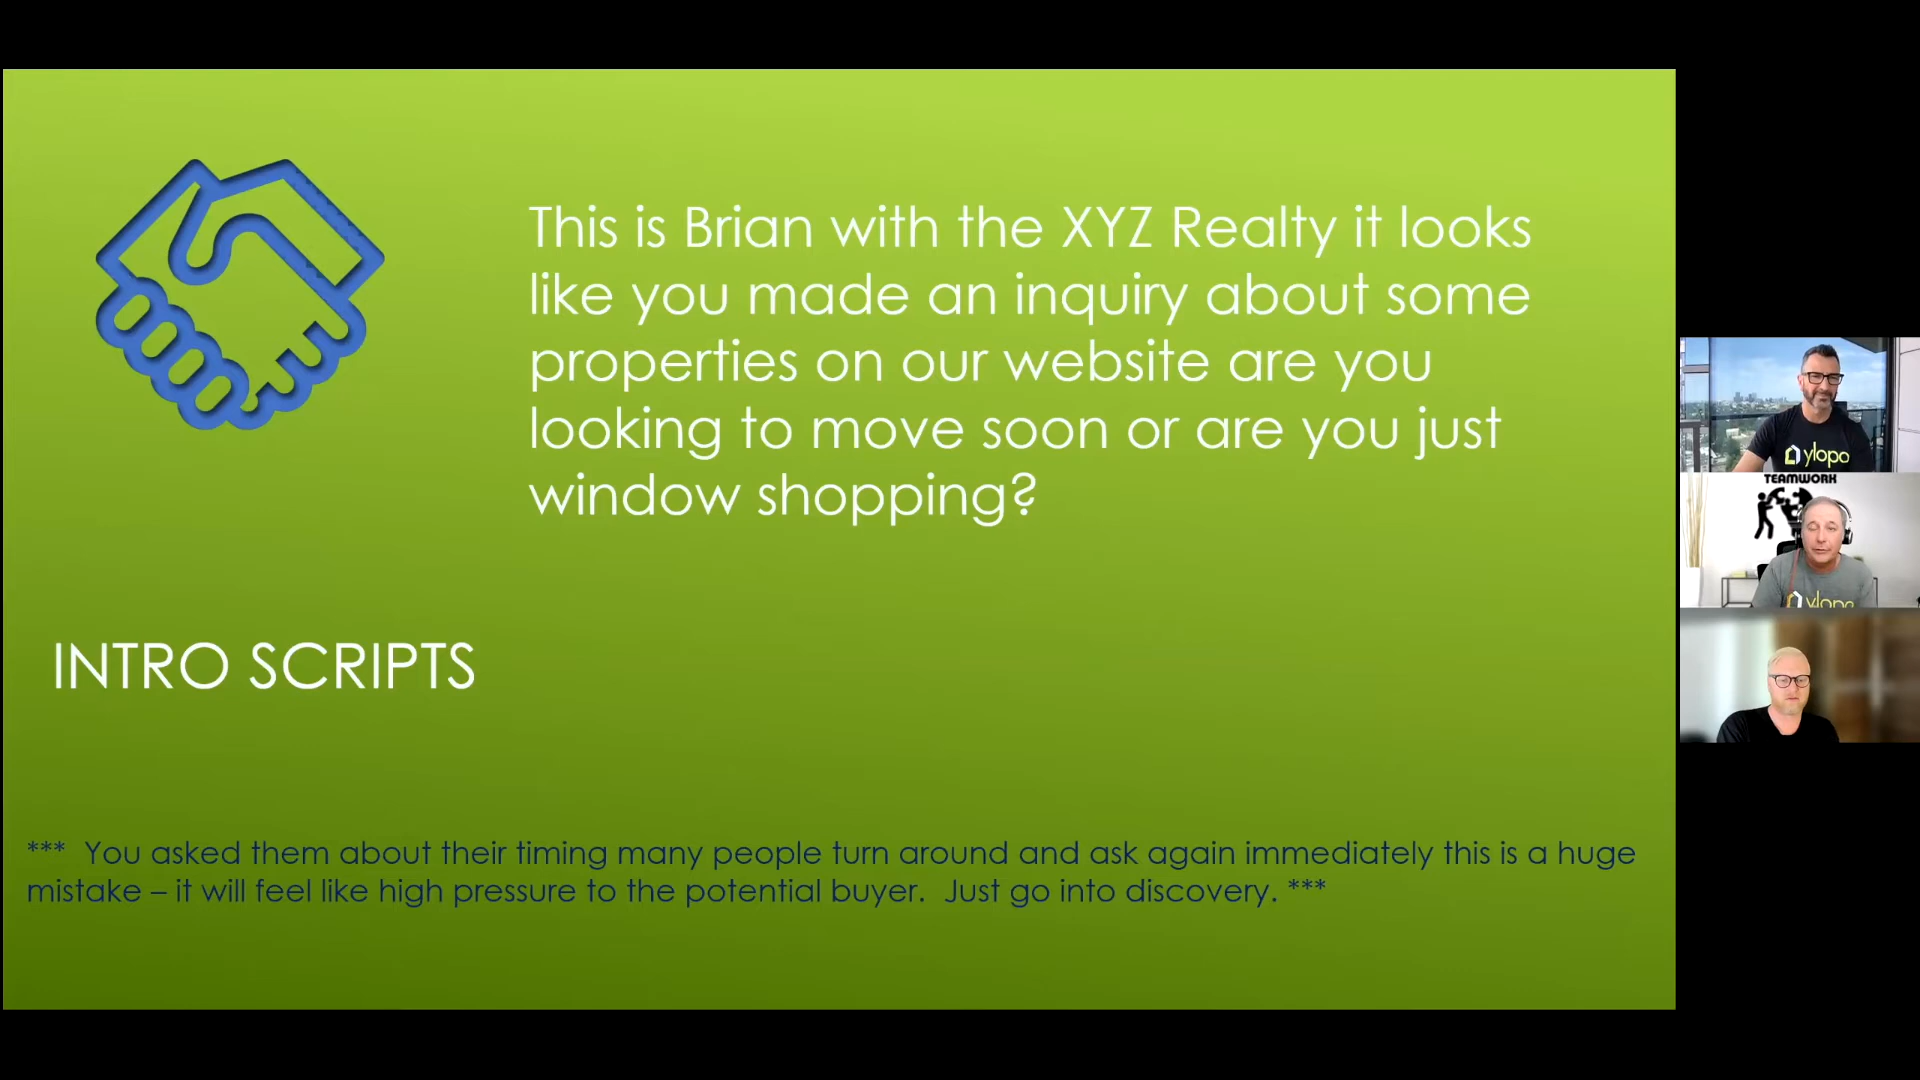 This is Brian with the XYZ Realty it looks
like you made an inquiry about some
properties on our website are you
looking to move soon or are you just
window shopping?
INTRO SCRIPTS
*** You asked them about their timing many people turn around and ask again immediately this is a huge
mistake – it will feel like high pressure to the potential buyer. Just go into discovery. ***
ylopo
TEAMWORK
ylopo